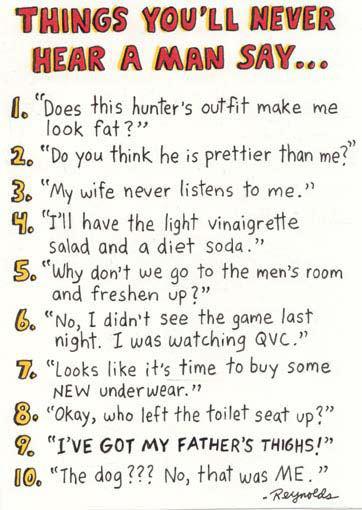 THINGS YOU'LL NEVER
HEAR A MAN SAY...
1. "Does this hunter's outfit make me
look fat?"
2. "Do you think he is prettier than me?"
3. "My wife never listens to me."
4. "I'll have the light vinaigrette
salad and a diet soda."
5. "Why don't we go to the men's room
and freshen up?"
6. "No, I didn't see the game last
night. I was watching QVC."
7. "Looks like it's time to buy some
NEW underwear."
8. "Okay, who left the toilet seat up?"
9. "I'VE GOT MY FATHER'S THIGHS!"
10. "The dog??? No, that was ME."
-Reynolds